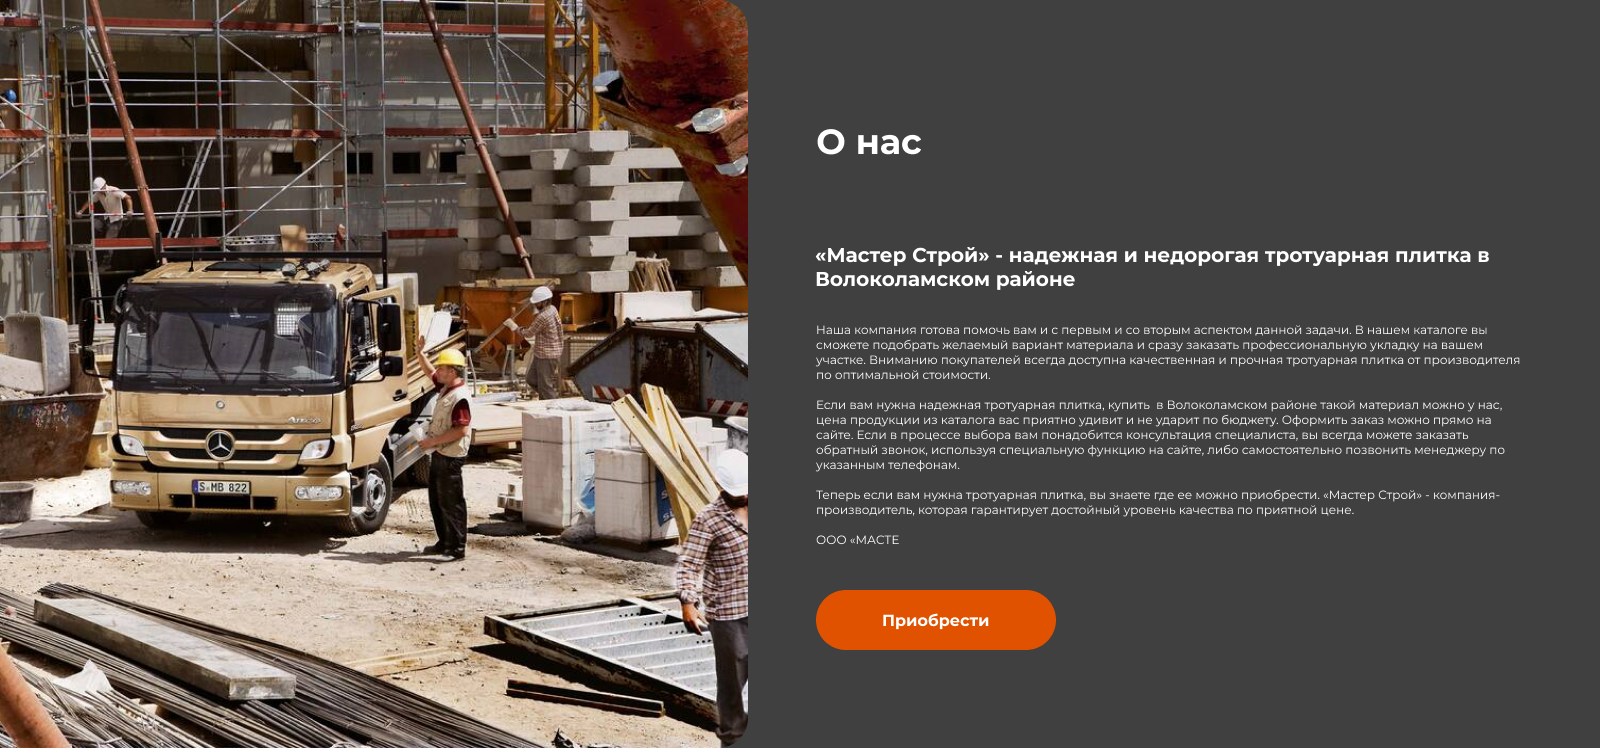 О нас
«Мастер Строй» - надежная и недорогая тротуарная плитка в
Волоколамском районе
Наша компания готова помочь вам и с первым и со вторым аспектом данной задачи. В нашем каталоге вы
сможете подобрать желаемый вариант материала и сразу заказать профессиональную укладку на вашем
участке. Вниманию покупателей всегда доступна качественная и прочная тротуарная плитка от производителя
по оптимальной стоимости.
Если вам нужна надежная тротуарная плитка, купить  в Волоколамском районе такой материал можно у нас,
цена продукции из каталога вас приятно удивит и не ударит по бюджету. Оформить заказ можно прямо на
сайте. Если в процессе выбора вам понадобится консультация специалиста, вы всегда можете заказать
обратный звонок, используя специальную функцию на сайте, либо самостоятельно позвонить менеджеру по
указанным телефонам.
Теперь если вам нужна тротуарная плитка, вы знаете где ее можно приобрести. «Мастер Строй» - компания-
производитель, которая гарантирует достойный уровень качества по приятной цене.
ООО «МАСТЕ
Приобрести
Atego
S MB 822